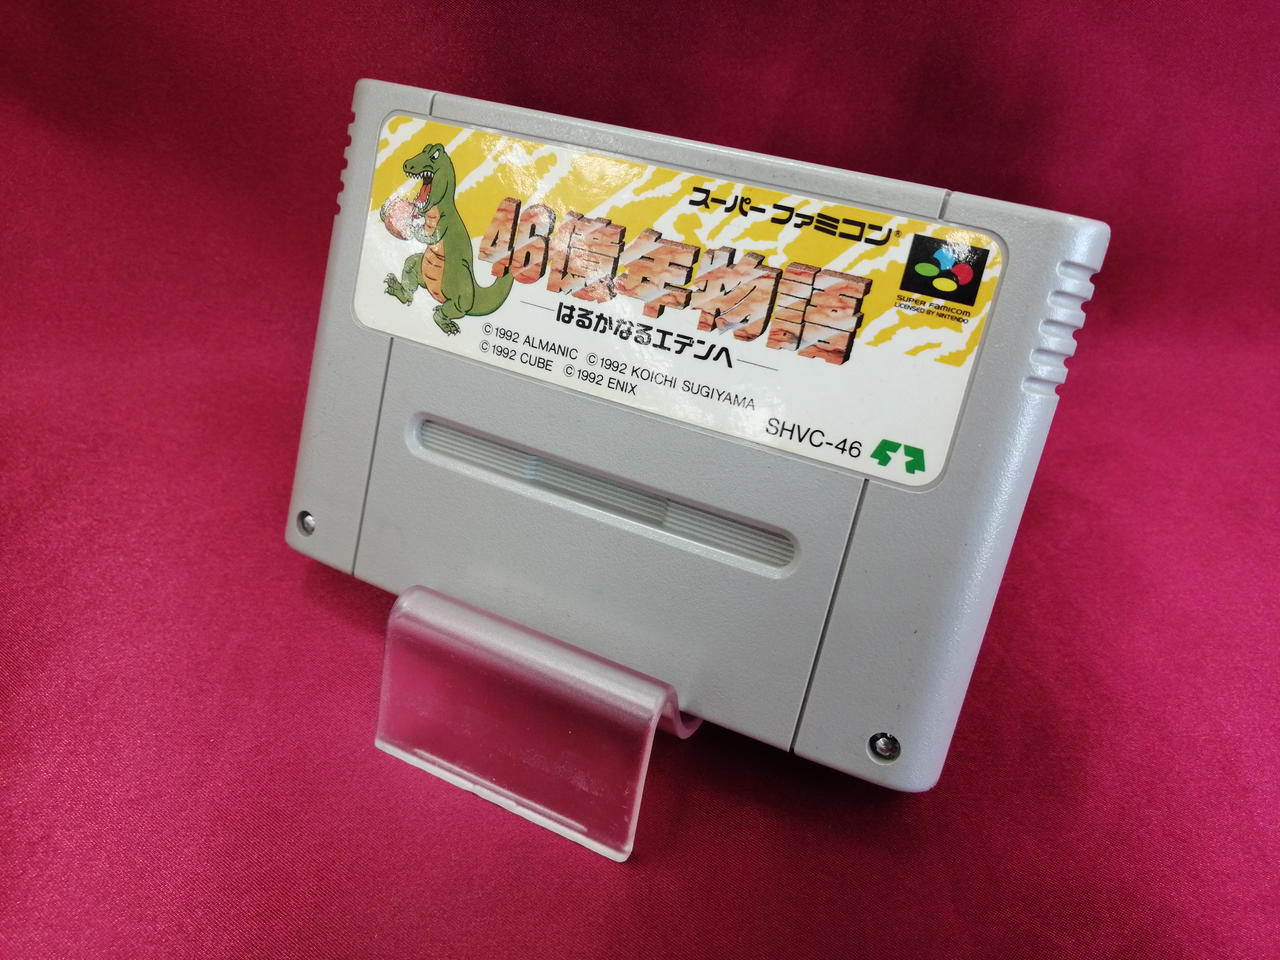 スーパーファミコン®
46億年物語
はるかなるエデンへ
SUPER FAMICOM
LICENSED BY NINTENDO
©1992 ALMANIC ©1992 KOICHI SUGIYAMA
©1992 CUBE ©1992 ENIX
SHVC-46